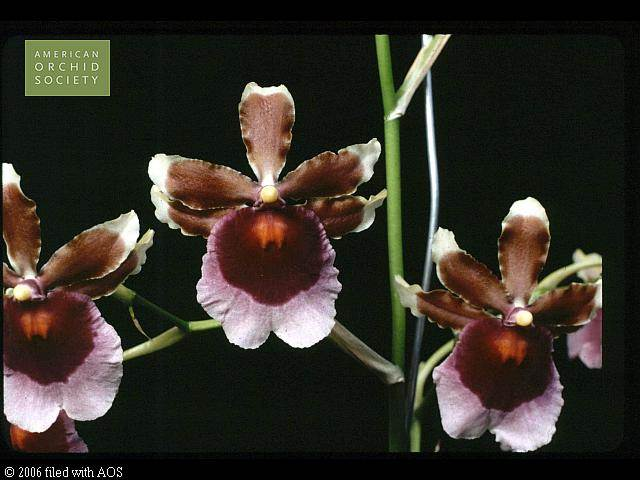 AMERICAN
ORCHID
SOCIETY
© 2006 filed with AOS